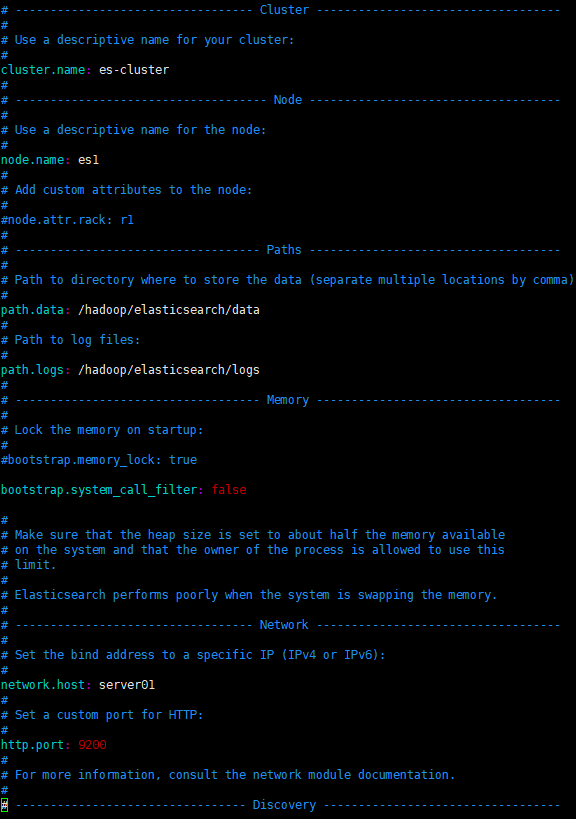 # ---------------------------------- Cluster -----------------------------------
#
# Use a descriptive name for your cluster:
#
cluster.name: es-cluster
#
# ------------------------------------ Node ------------------------------------
#
# Use a descriptive name for the node:
#
node.name: es1
#
# Add custom attributes to the node:
#
#node.attr.rack: r1
#
# ----------------------------------- Paths ------------------------------------
#
# Path to directory where to store the data (separate multiple locations by comma)
#
path.data: /hadoop/elasticsearch/data
#
# Path to log files:
#
path.logs: /hadoop/elasticsearch/logs
#
# ----------------------------------- Memory -----------------------------------
#
# Lock the memory on startup:
#
#bootstrap.memory_lock: true
bootstrap.system_call_filter: false
#
# Make sure that the heap size is set to about half the memory available
# on the system and that the owner of the process is allowed to use this
# limit.
#
# Elasticsearch performs poorly when the system is swapping the memory.
#
# ---------------------------------- Network -----------------------------------
#
# Set the bind address to a specific IP (IPv4 or IPv6):
#
network.host: server01
#
# Set a custom port for HTTP:
#
http.port: 9200
#
# For more information, consult the network module documentation.
#
# --------------------------------- Discovery ----------------------------------